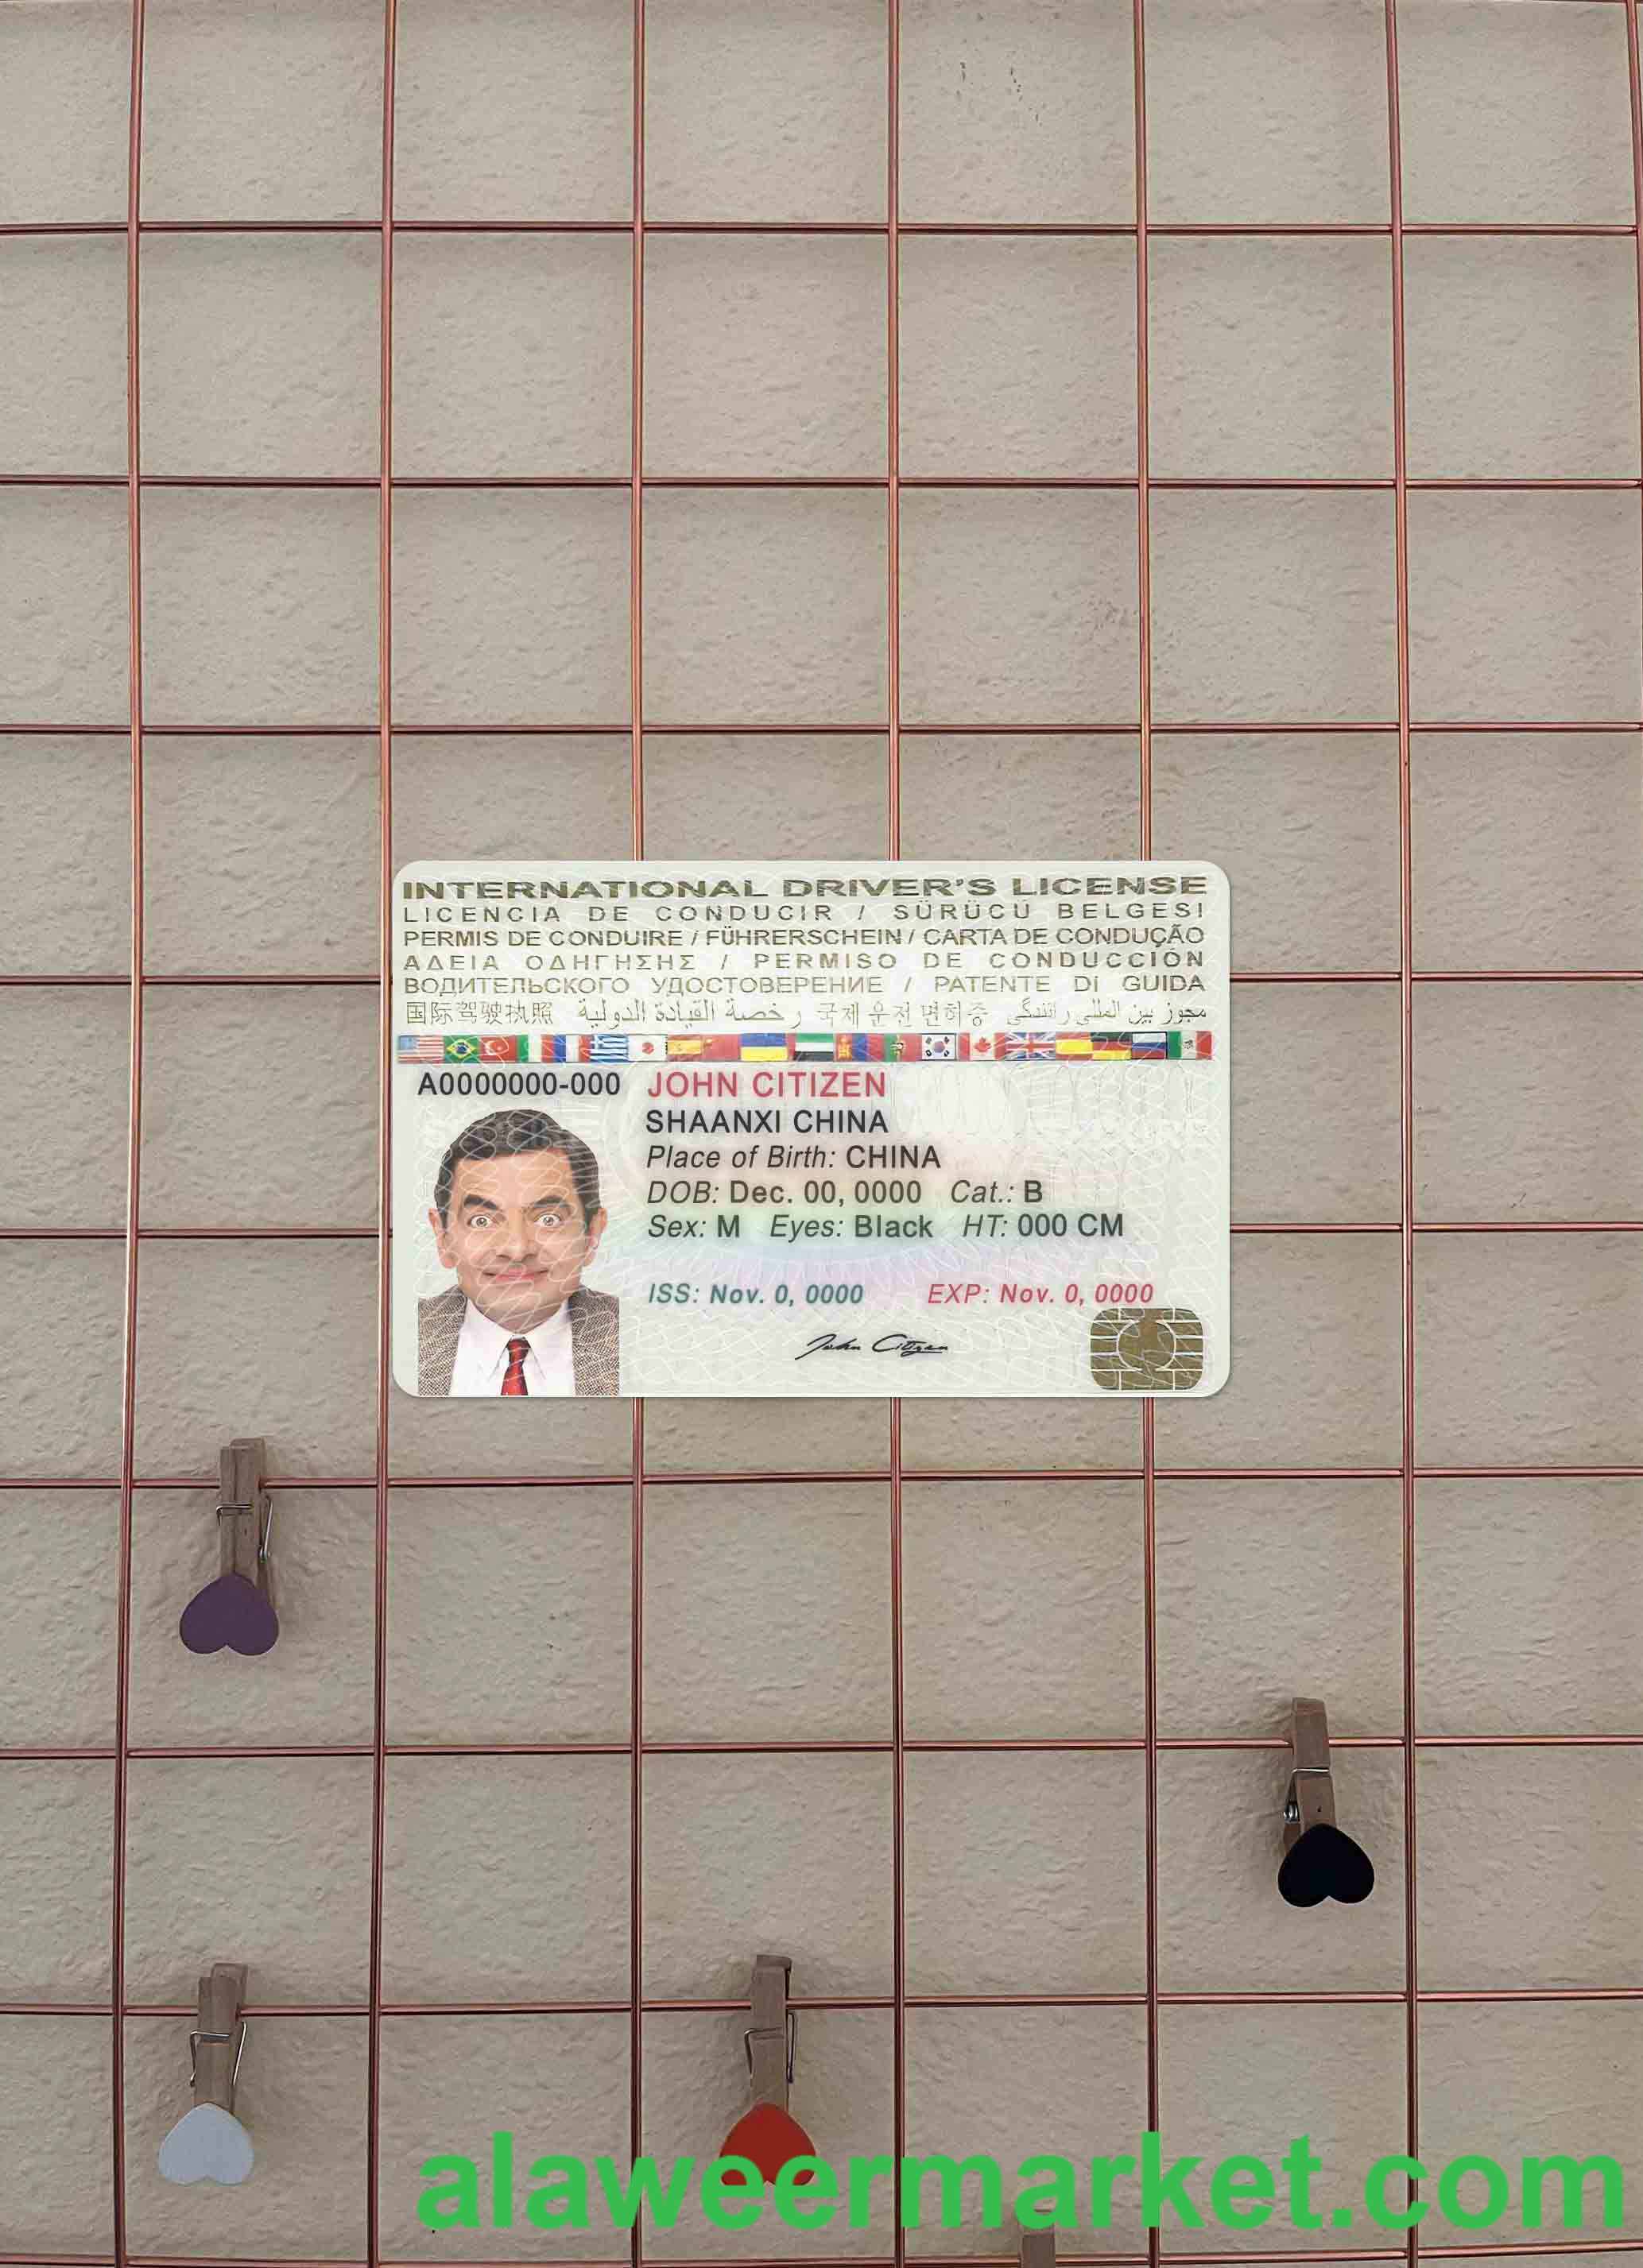 INTERNATIONAL DRIVER'S LICENSE
LICENCIA DE CONDUCIR / SÜRÜCÜ BELGESI
PERMIS DE CONDUIRE / FÜHRERSCHEIN / CARTA DE CONDUÇÃO
ΑΔΕΙΑ ΟΔΗΓΗΣΗΣ / PERMISO DE CONDUCCIÓN
ВОДИТЕЛЬСКОГО УДОСТОВЕРЕНИЕ / PATENTE DI GUIDA
国际驾驶执照 رخصة القيادة الدولية 국제 운전 면허증 مجوز بین المللی رانندگی
A0000000-000 JOHN CITIZEN
SHAANXI CHINA
Place of Birth: CHINA
DOB: Dec. 00, 0000 Cat.: B
Sex: M Eyes: Black HT: 000 CM
ISS: Nov. 0, 0000 EXP: Nov. 0, 0000
John Citizen
alaweermarket.com